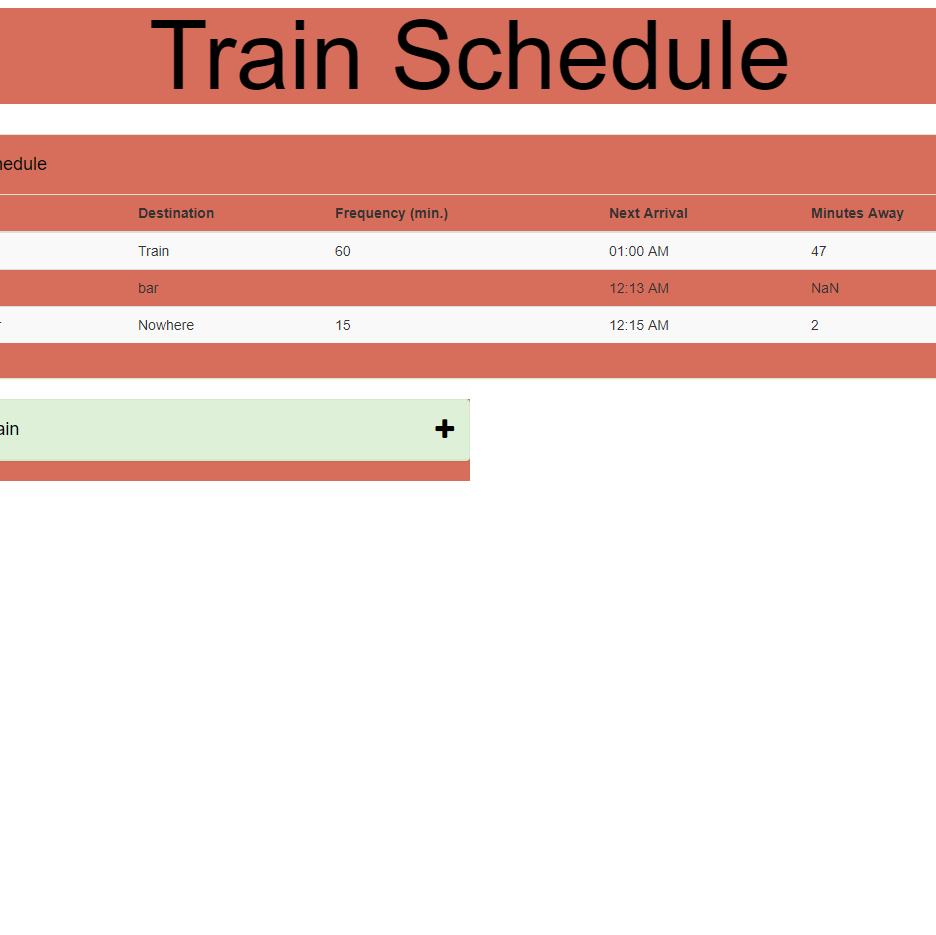 Train Schedule
hedule
Destination Frequency (min.) Next Arrival Minutes Away
Train 60 01:00 AM 47
bar 12:13 AM NaN
Nowhere 15 12:15 AM 2
ain